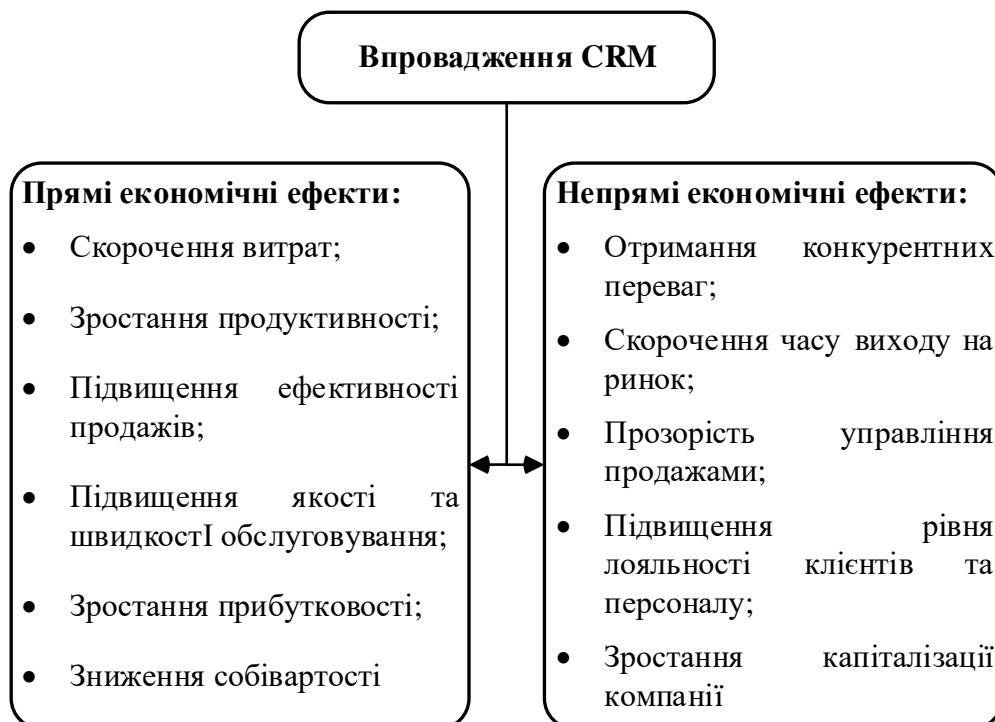 Впровадження CRM
Прямі економічні ефекти:
• Скорочення витрат;
• Зростання продуктивності;
• Підвищення ефективності
продажів;
• Підвищення якості та
швидкостІ обслуговування;
• Зростання прибутковості;
• Зниження собівартості
Непрямі економічні ефекти:
• Отримання конкурентних
переваг;
• Скорочення часу виходу на
ринок;
• Прозорість управління
продажами;
• Підвищення рівня
лояльності клієнтів та
персоналу;
• Зростання капіталізації
компанії